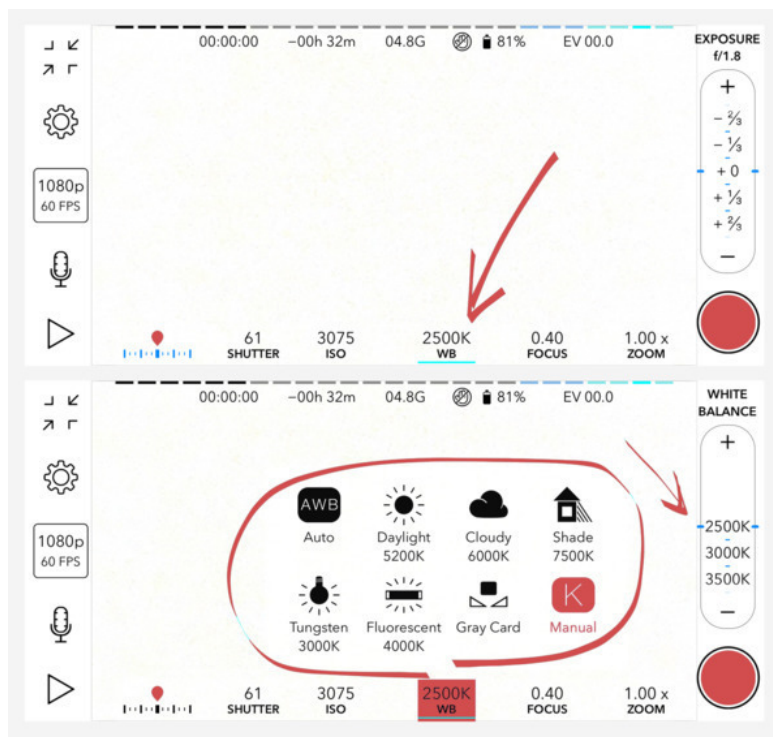 00:00:00 −00h 32m 04.8G 81% EV 00.0
EXPOSURE
f/1.8
+
− ⅔
− ⅓
+ 0
+ ⅓
+ ⅔
−
1080p
60 FPS
61 3075 2500K 0.40 1.00 x
SHUTTER ISO WB FOCUS ZOOM
00:00:00 −00h 32m 04.8G 81% EV 00.0
WHITE
BALANCE
+
2500K
3000K
3500K
−
1080p
60 FPS
AWB
Auto Daylight Cloudy Shade
5200K 6000K 7500K
K
Tungsten Fluorescent Gray Card Manual
3000K 4000K
61 3075 2500K 0.40 1.00 x
SHUTTER ISO WB FOCUS ZOOM